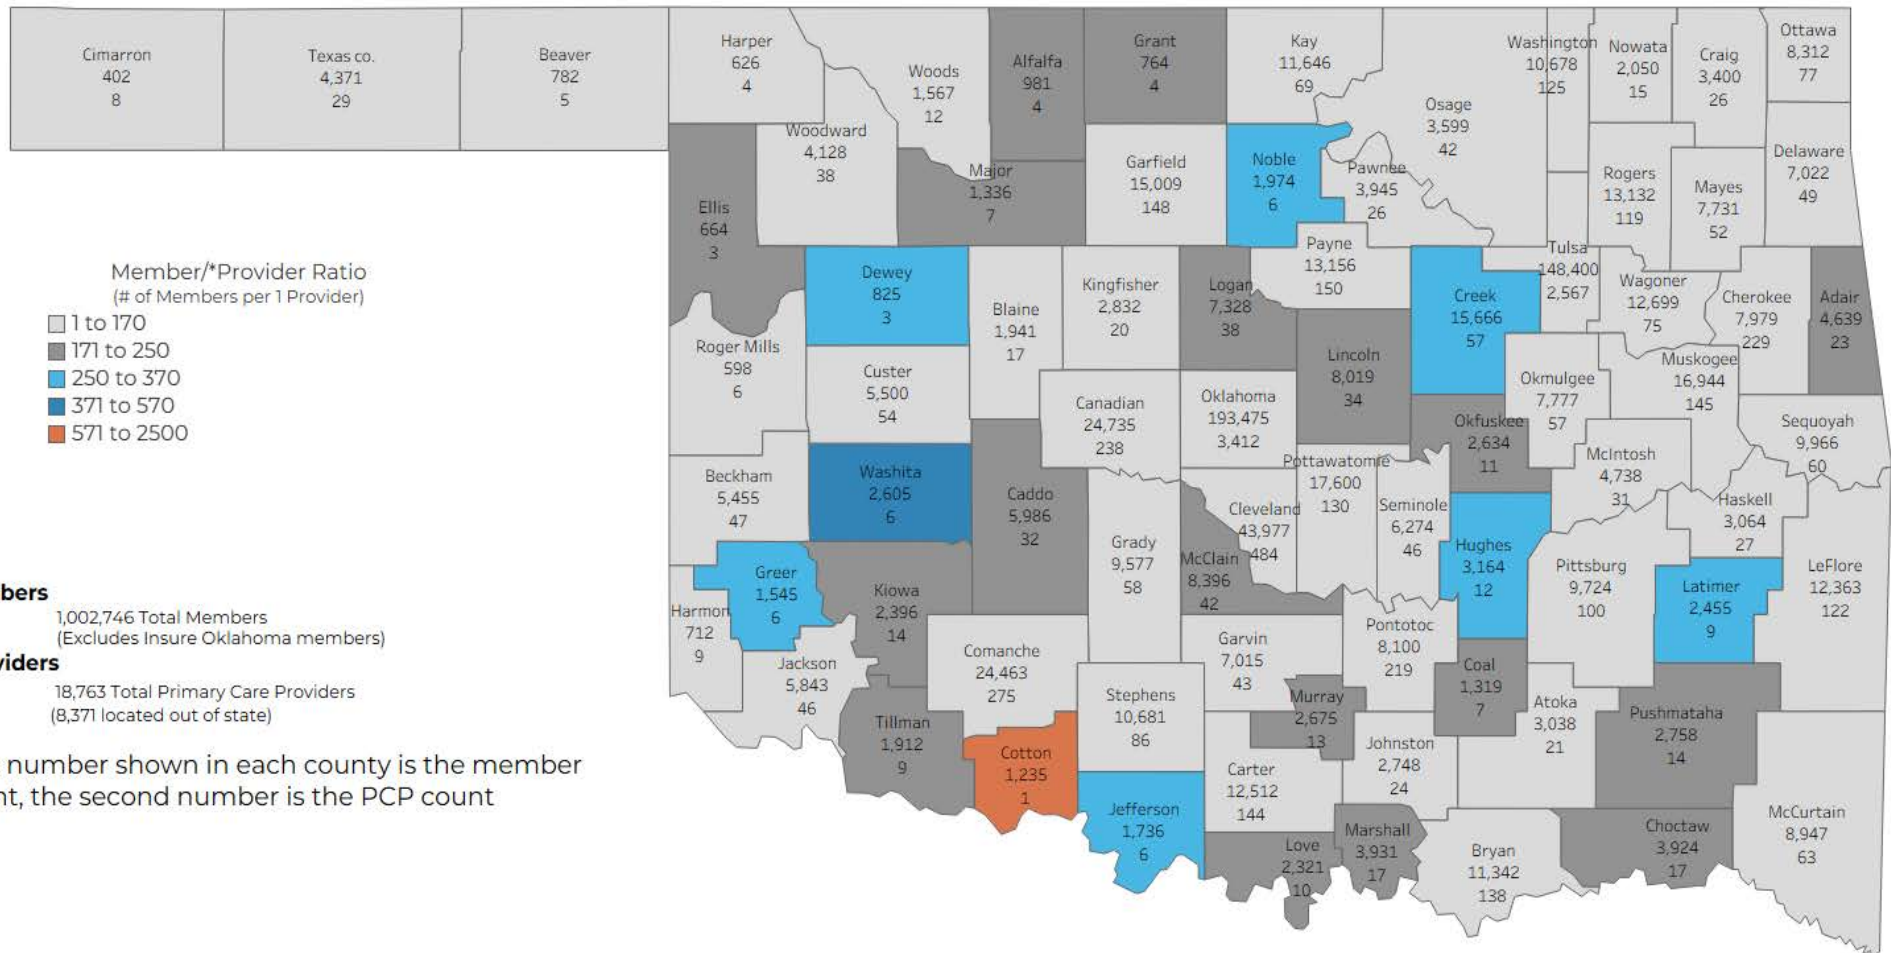 Cimarron
402
8
Texas co.
4,371
29
Beaver
782
5
Harper
626
4
Woods
1,567
12
Alfalfa
981
4
Grant
764
4
Kay
11,646
69
Osage
3,599
42
Washington
10,678
125
Nowata
2,050
15
Craig
3,400
26
Ottawa
8,312
77
Woodward
4,128
38
Ellis
664
3
Major
1,336
7
Garfield
15,009
148
Noble
1,974
6
Pawnee
3,945
26
Rogers
13,132
119
Mayes
7,731
52
Delaware
7,022
49
Member/*Provider Ratio
(# of Members per 1 Provider)
1 to 170
171 to 250
250 to 370
371 to 570
571 to 2500
Dewey
825
3
Blaine
1,941
17
Kingfisher
2,832
20
Logan
7,328
38
Payne
13,156
150
Creek
15,666
57
Tulsa
148,400
2,567
Wagoner
12,699
75
Cherokee
7,979
229
Adair
4,639
23
Roger Mills
598
6
Custer
5,500
54
Canadian
24,735
238
Oklahoma
193,475
3,412
Lincoln
8,019
34
Okmulgee
7,777
57
Muskogee
16,944
145
Okfuskee
2,634
11
Sequoyah
9,966
60
McIntosh
4,738
31
Beckham
5,455
47
Washita
2,605
6
Caddo
5,986
32
Grady
9,577
58
Cleveland
43,977
484
Pottawatomie
17,600
130
Seminole
6,274
46
Haskell
3,064
27
Hughes
3,164
12
Pittsburg
9,724
100
Latimer
2,455
9
LeFlore
12,363
122
McClain
8,396
42
Greer
1,545
6
Kiowa
2,396
14
Harmon
712
9
Jackson
5,843
46
Comanche
24,463
275
Garvin
7,015
43
Pontotoc
8,100
219
Coal
1,319
7
Atoka
3,038
21
Pushmataha
2,758
14
Stephens
10,681
86
Murray
2,675
13
Tillman
1,912
9
Cotton
1,235
1
Johnston
2,748
24
Carter
12,512
144
Jefferson
1,736
6
Love
2,321
10
Marshall
3,931
17
Bryan
11,342
138
Choctaw
3,924
17
McCurtain
8,947
63
bers
1,002,746 Total Members
(Excludes Insure Oklahoma members)
viders
18,763 Total Primary Care Providers
(8,371 located out of state)
number shown in each county is the member
nt, the second number is the PCP count